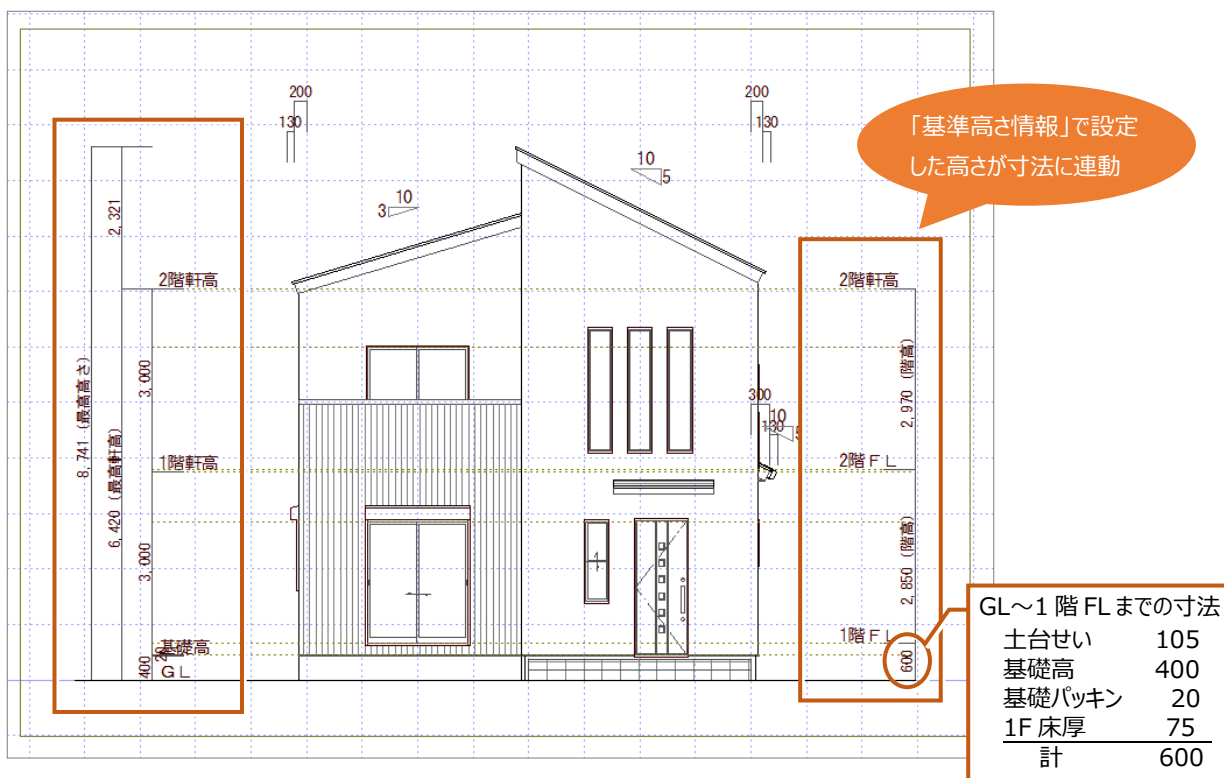 200
130
200
130
「基準高さ情報」で設定
した高さが寸法に連動
10
3
10
5
2,321
2階軒高
2階軒高
8,741 (最高高さ)
6,420 (最高軒高)
3,000
2,970 (階高)
300
10
130
5
1階軒高
2階ＦＬ
3,000
2,850 (階高)
基礎高
20
400
ＧＬ
1階ＦＬ
600
GL～1 階 FL までの寸法
土台せい 105
基礎高 400
基礎パッキン 20
1F 床厚 75
計 600